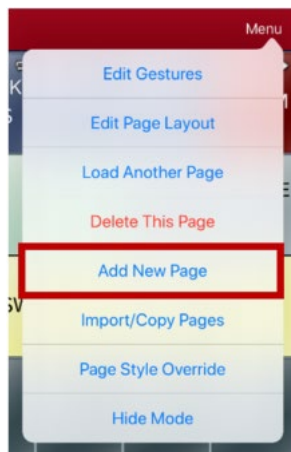 Menu
Edit Gestures
Edit Page Layout
Load Another Page
Delete This Page
Add New Page
Import/Copy Pages
Page Style Override
Hide Mode